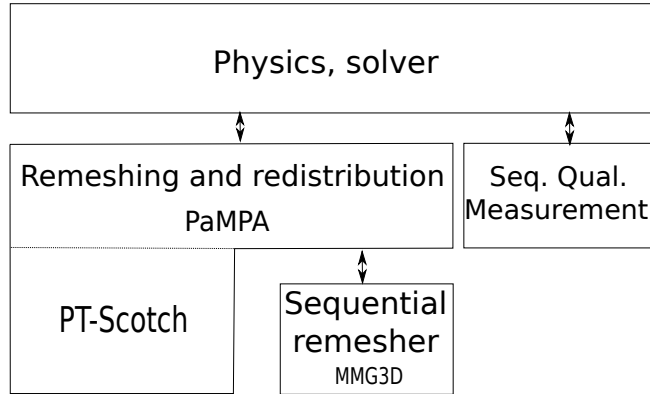 Physics, solver
Remeshing and redistribution
PaMPA
Seq. Qual.
Measurement
PT-Scotch
Sequential
remesher
MMG3D